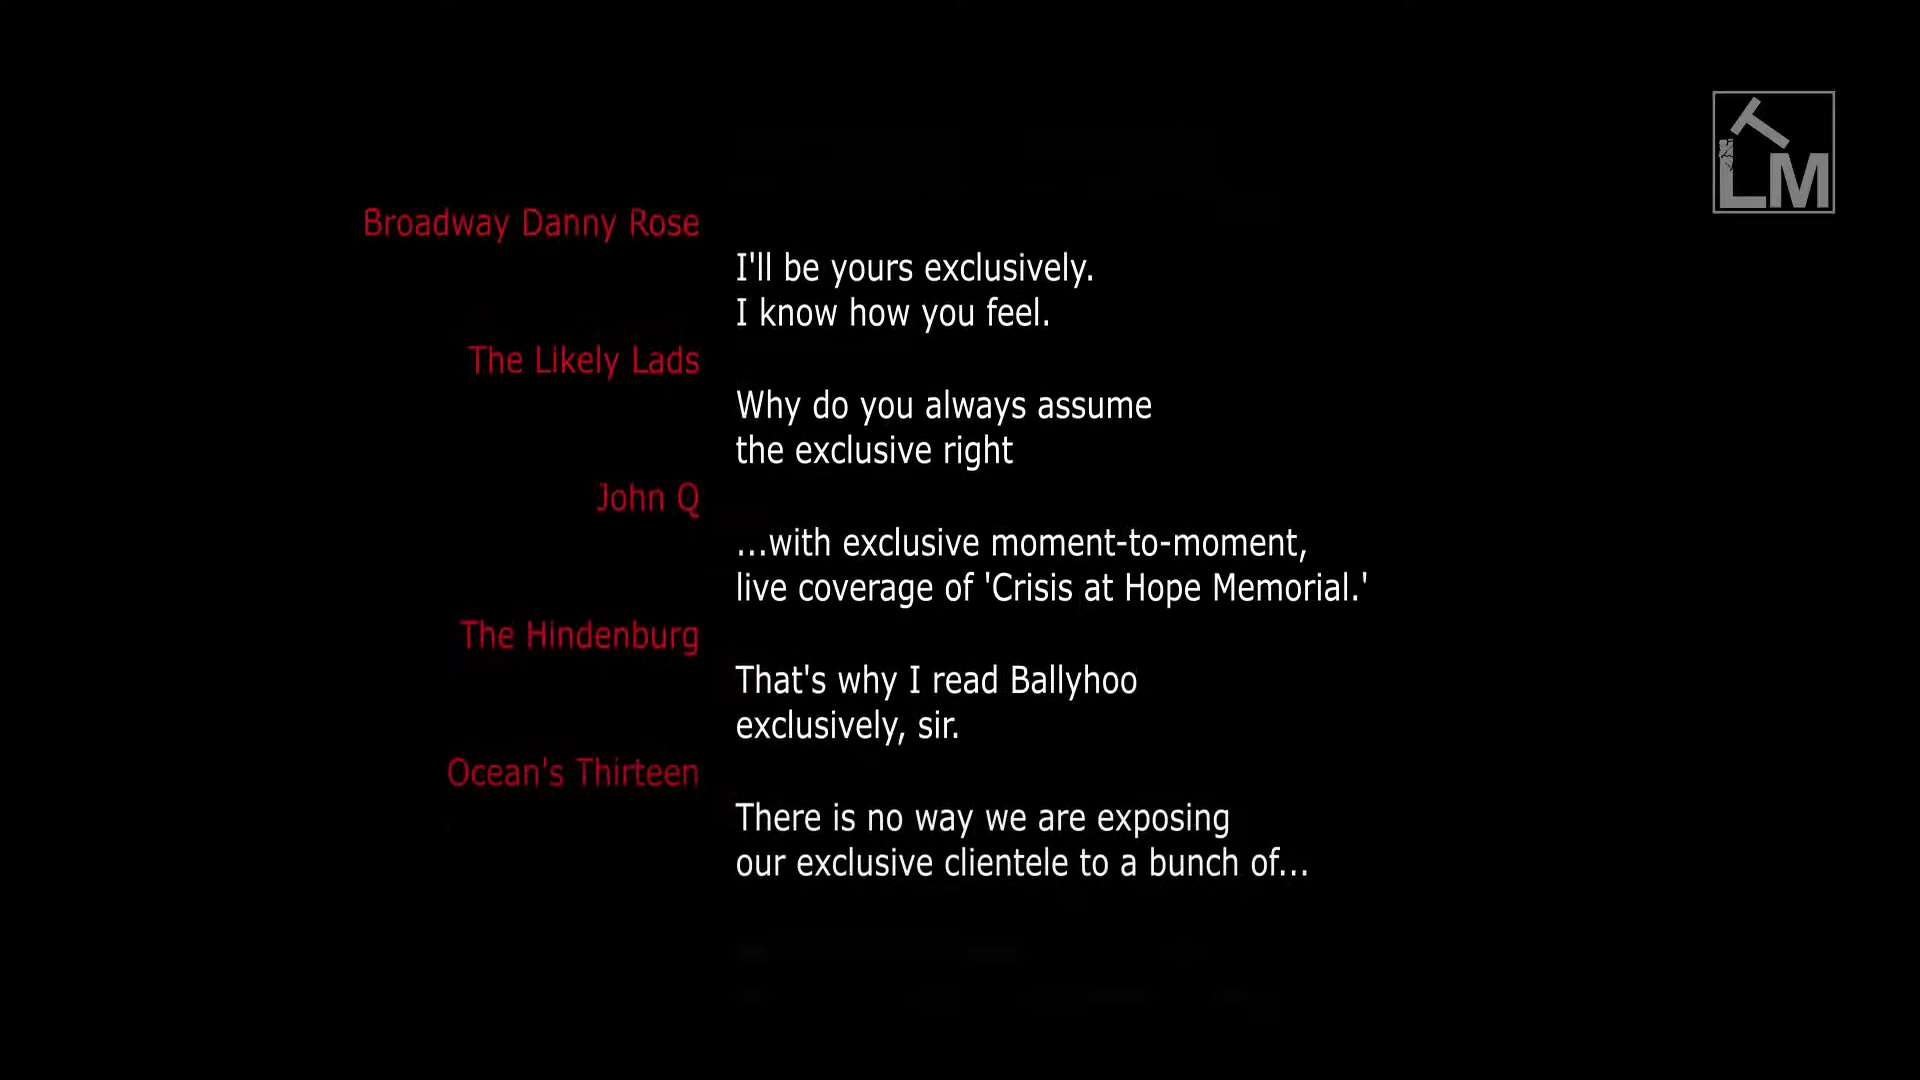 Broadway Danny Rose
I'll be yours exclusively.
I know how you feel.
The Likely Lads
Why do you always assume
the exclusive right
John Q
...with exclusive moment-to-moment,
live coverage of 'Crisis at Hope Memorial.'
The Hindenburg
That's why I read Ballyhoo
exclusively, sir.
Ocean's Thirteen
There is no way we are exposing
our exclusive clientele to a bunch of...
TLM